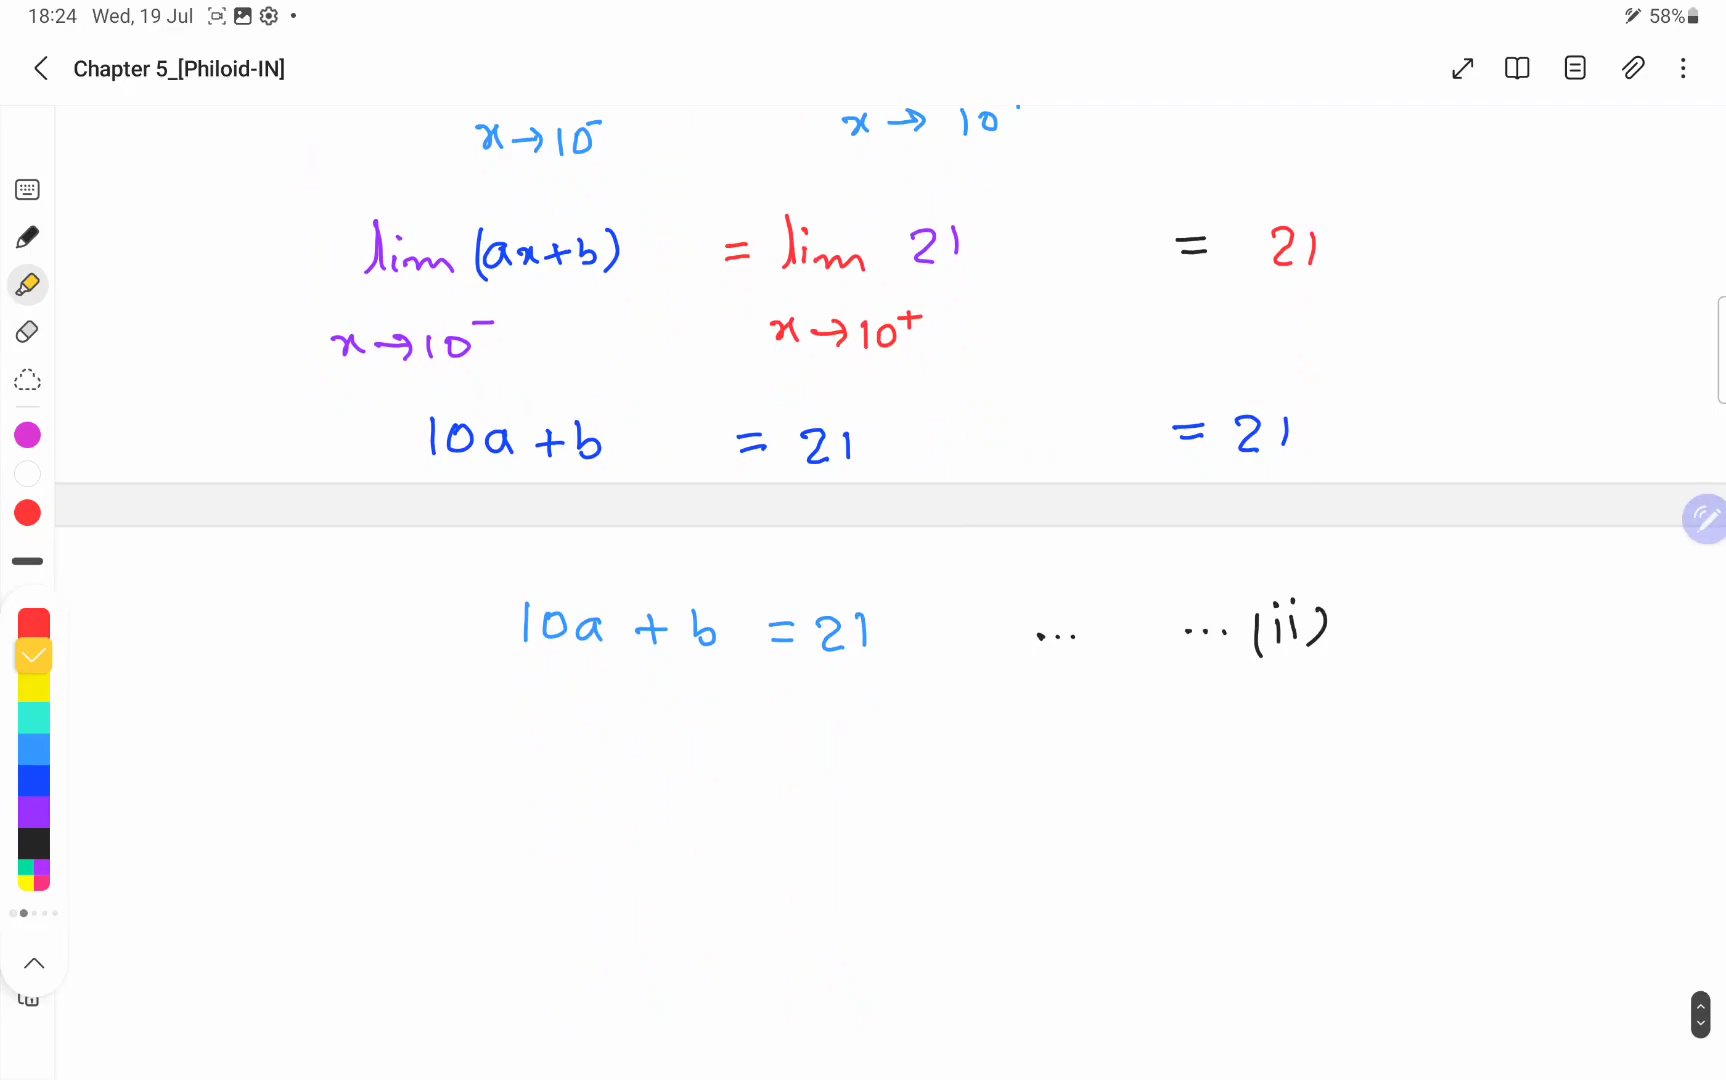 18:24 Wed, 19 Jul 58%
Chapter 5_[Philoid-IN]
x→10⁻ x→ 10
lim (ax+b) = lim 21 = 21
x→10⁻ x→10⁺
10a+b = 21 = 21
10a + b = 21 ... ...(ii)